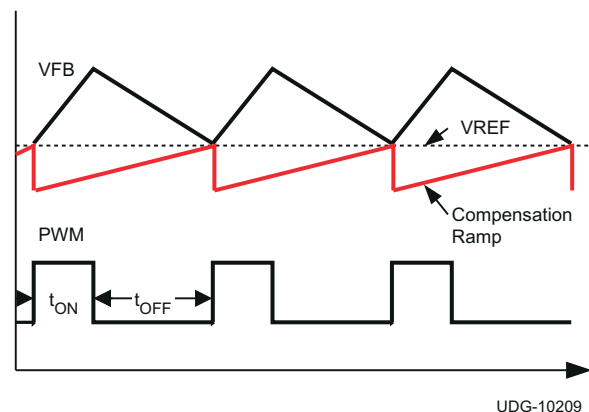 VFB
VREF
Compensation
Ramp
PWM
tON
tOFF
UDG-10209